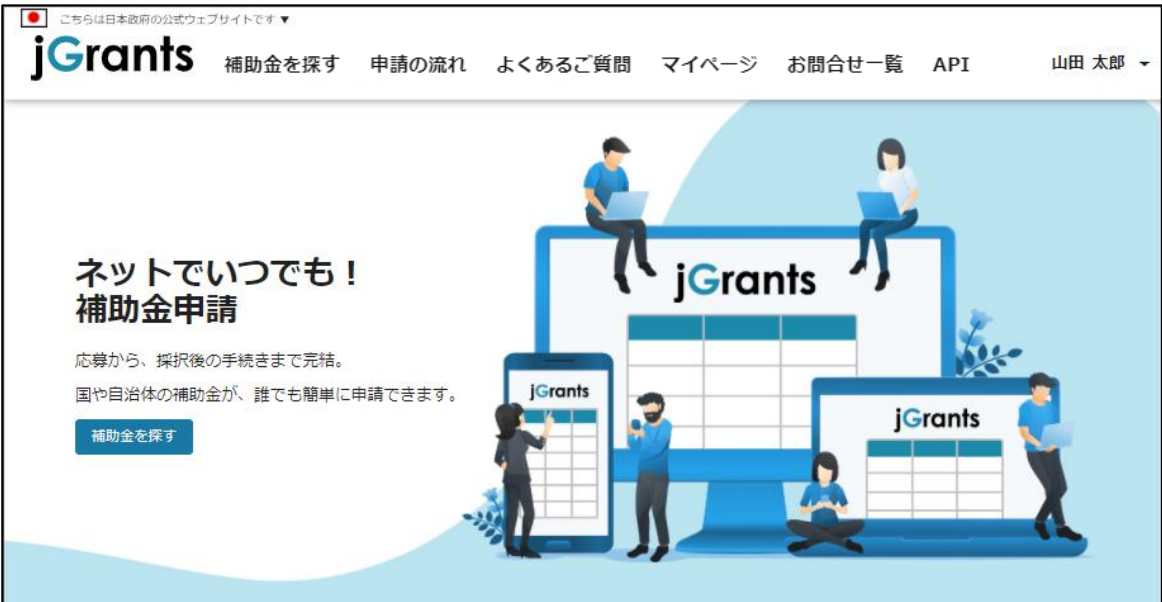 こちらは日本政府の公式ウェブサイトです ▼
jGrants 補助金を探す 申請の流れ よくあるご質問 マイページ お問合せ一覧 API 山田 太郎
ネットでいつでも！
補助金申請
応募から、採択後の手続きまで完結。
国や自治体の補助金が、誰でも簡単に申請できます。
補助金を探す
jGrants
jGrants
jGrants